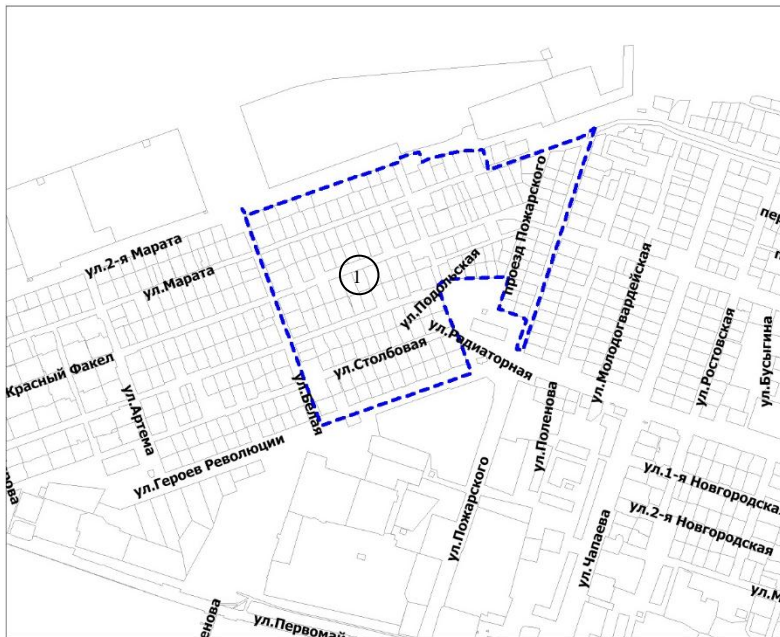 проезд Пожарского
ул.2-я Марата
ул.Марата
1
ул.Подольская
ул.Молодогвардейская
ул.Ростовская
ул.Бусыгина
Красный Факел
ул.Артема
ул.Столбовая
ул.Радиаторная
ул.Белая
ул.Героев Революции
ул.Поленова
ул.Пожарского
ул.1-я Новгородская
ул.2-я Новгородская
ул.Чапаева